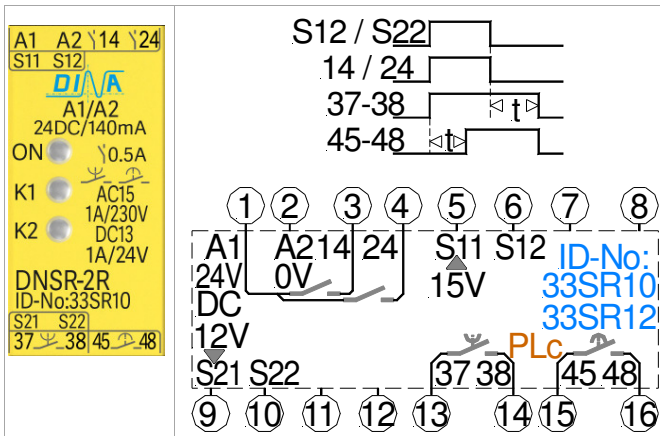 A1 A2 14 24
S11 S12
DINA
A1/A2
24DC/140mA
ON 0.5A
K1 AC15
1A/230V
K2 DC13
1A/24V
DNSR-2R
ID-No:33SR10
S21 S22
37 38 45 48
S12 / S22
14 / 24
37-38 t
45-48 t
1 2 3 4 5 6 7 8
A1 A2 14 24 S11 S12 ID-No:
24V 0V 15V 33SR10
DC 33SR12
12V PLc
S21 S22 37 38 45 48
9 10 11 12 13 14 15 16